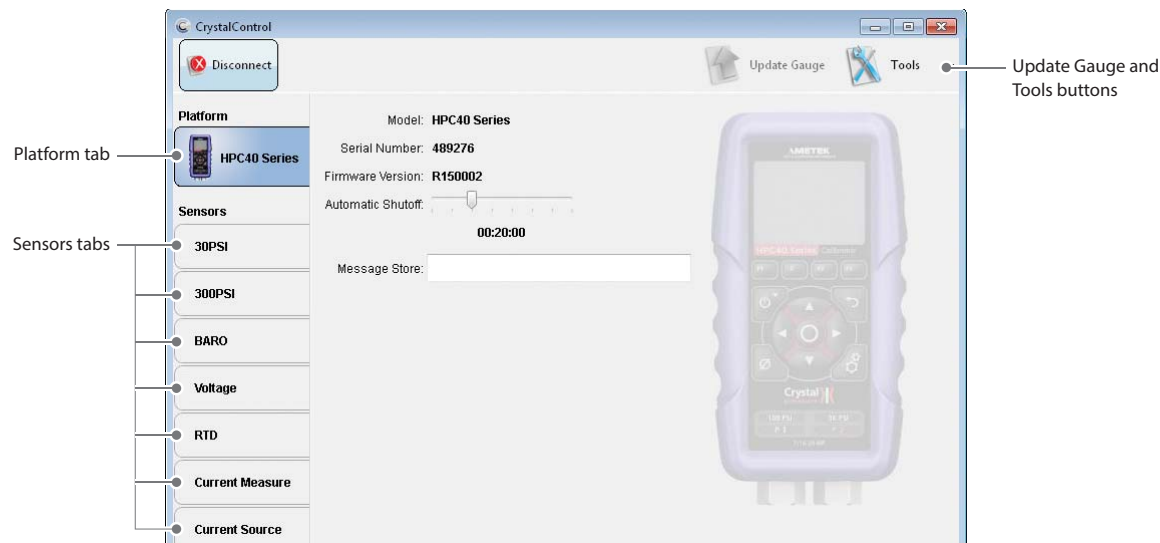 CrystalControl
Disconnect
Update Gauge
Tools
Update Gauge and
Tools buttons
Platform
Platform tab
HPC40 Series
Model: HPC40 Series
Serial Number: 489276
Firmware Version: R150002
Automatic Shutoff:
00:20:00
Message Store:
Sensors
Sensors tabs
30PSI
300PSI
BARO
Voltage
RTD
Current Measure
Current Source
AMETEK
HPC40 Series Calibrator
Crystal